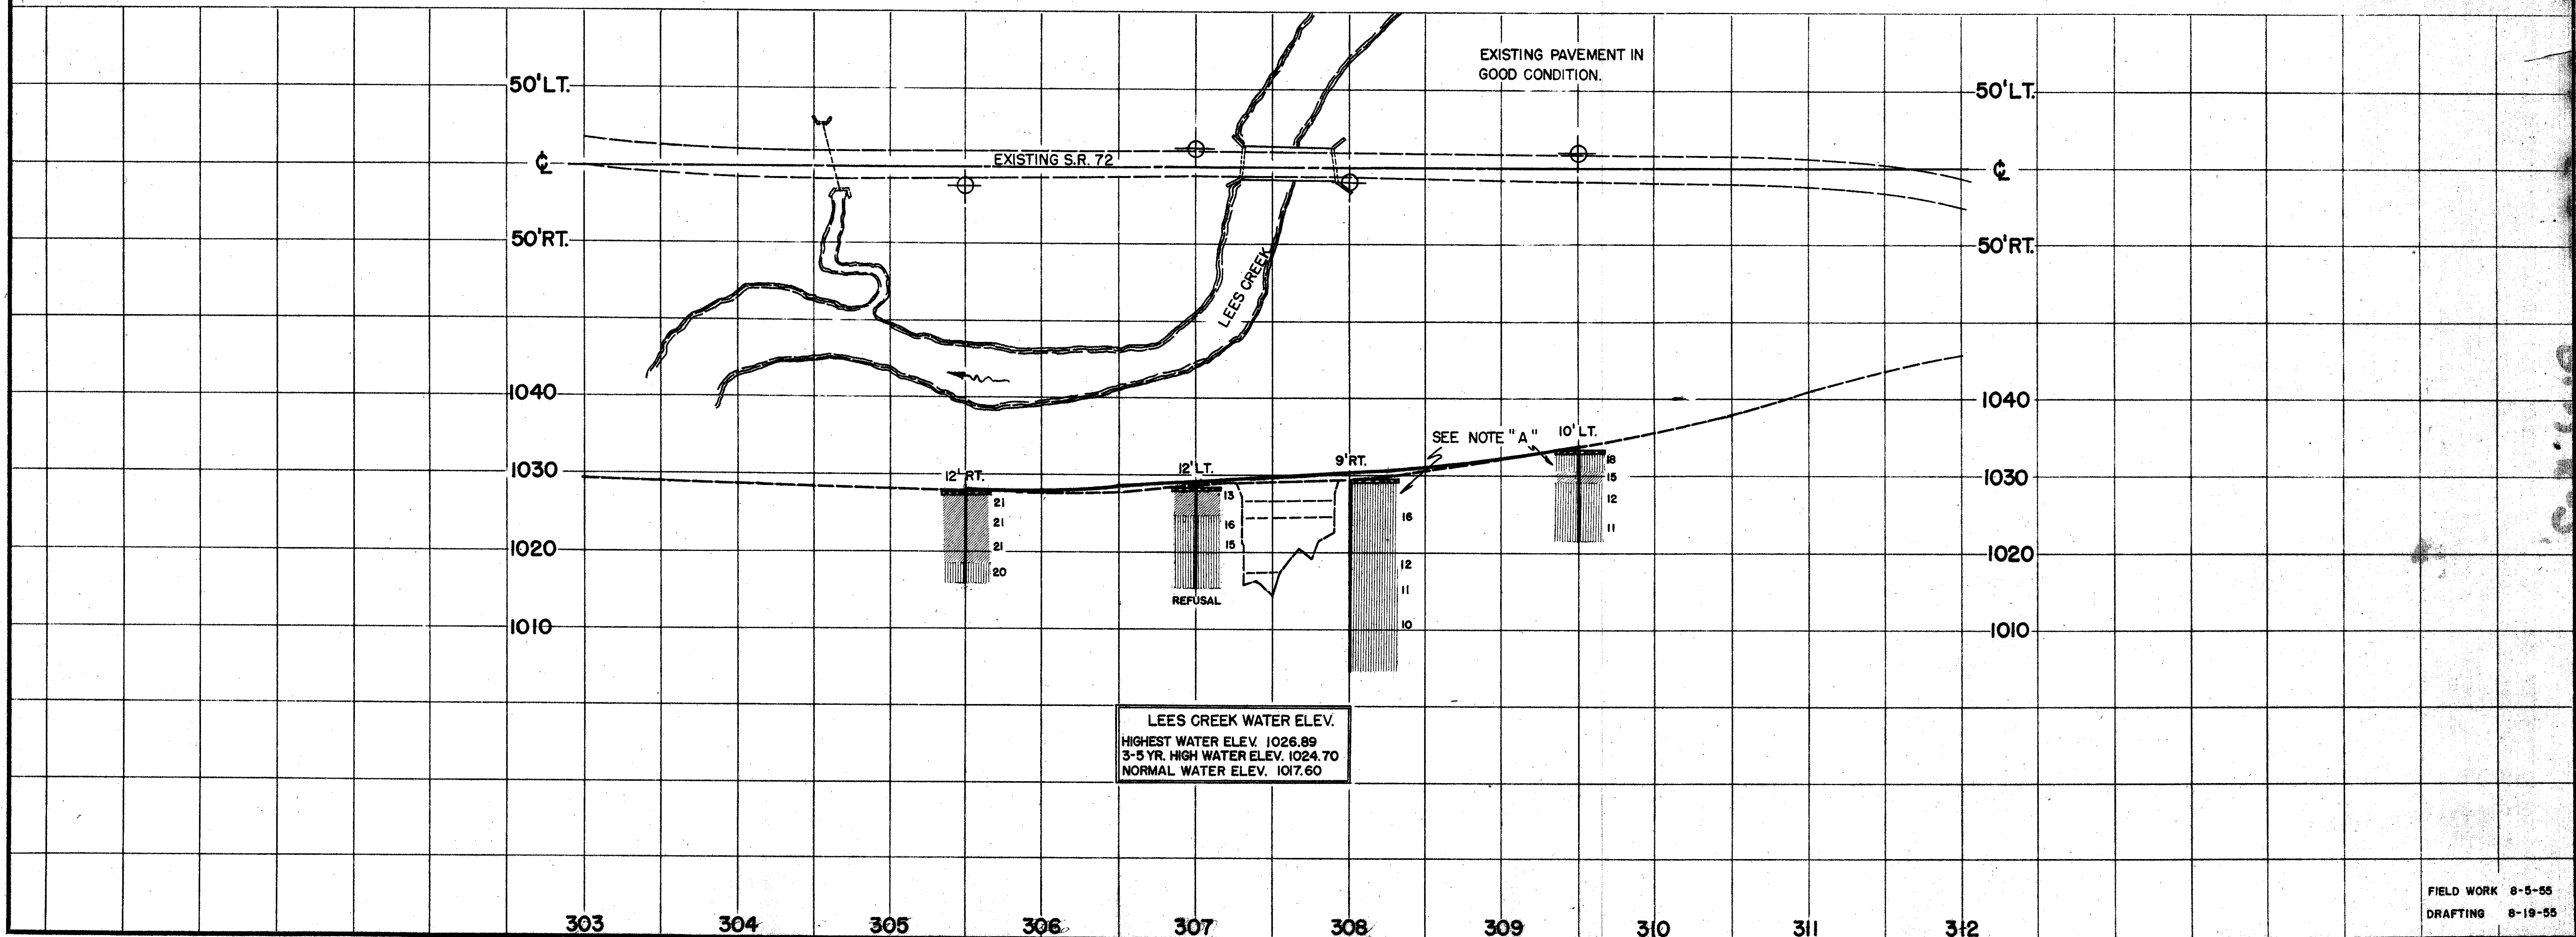 EXISTING PAVEMENT IN
GOOD CONDITION.
50' LT.
50' LT.
℄
EXISTING S.R. 72
℄
50' RT.
50' RT.
LEES CREEK
1040
1040
SEE NOTE "A"
10' LT.
1030
12' RT.
12' LT.
9' RT.
1030
18
15
12
11
21
21
21
20
13
16
15
REFUSAL
16
12
11
10
1020
1020
1010
1010
LEES CREEK WATER ELEV.
HIGHEST WATER ELEV. 1026.89
3-5 YR. HIGH WATER ELEV. 1024.70
NORMAL WATER ELEV. 1017.60
FIELD WORK 8-5-55
DRAFTING 8-19-55
303 304 305 306 307 308 309 310 311 312